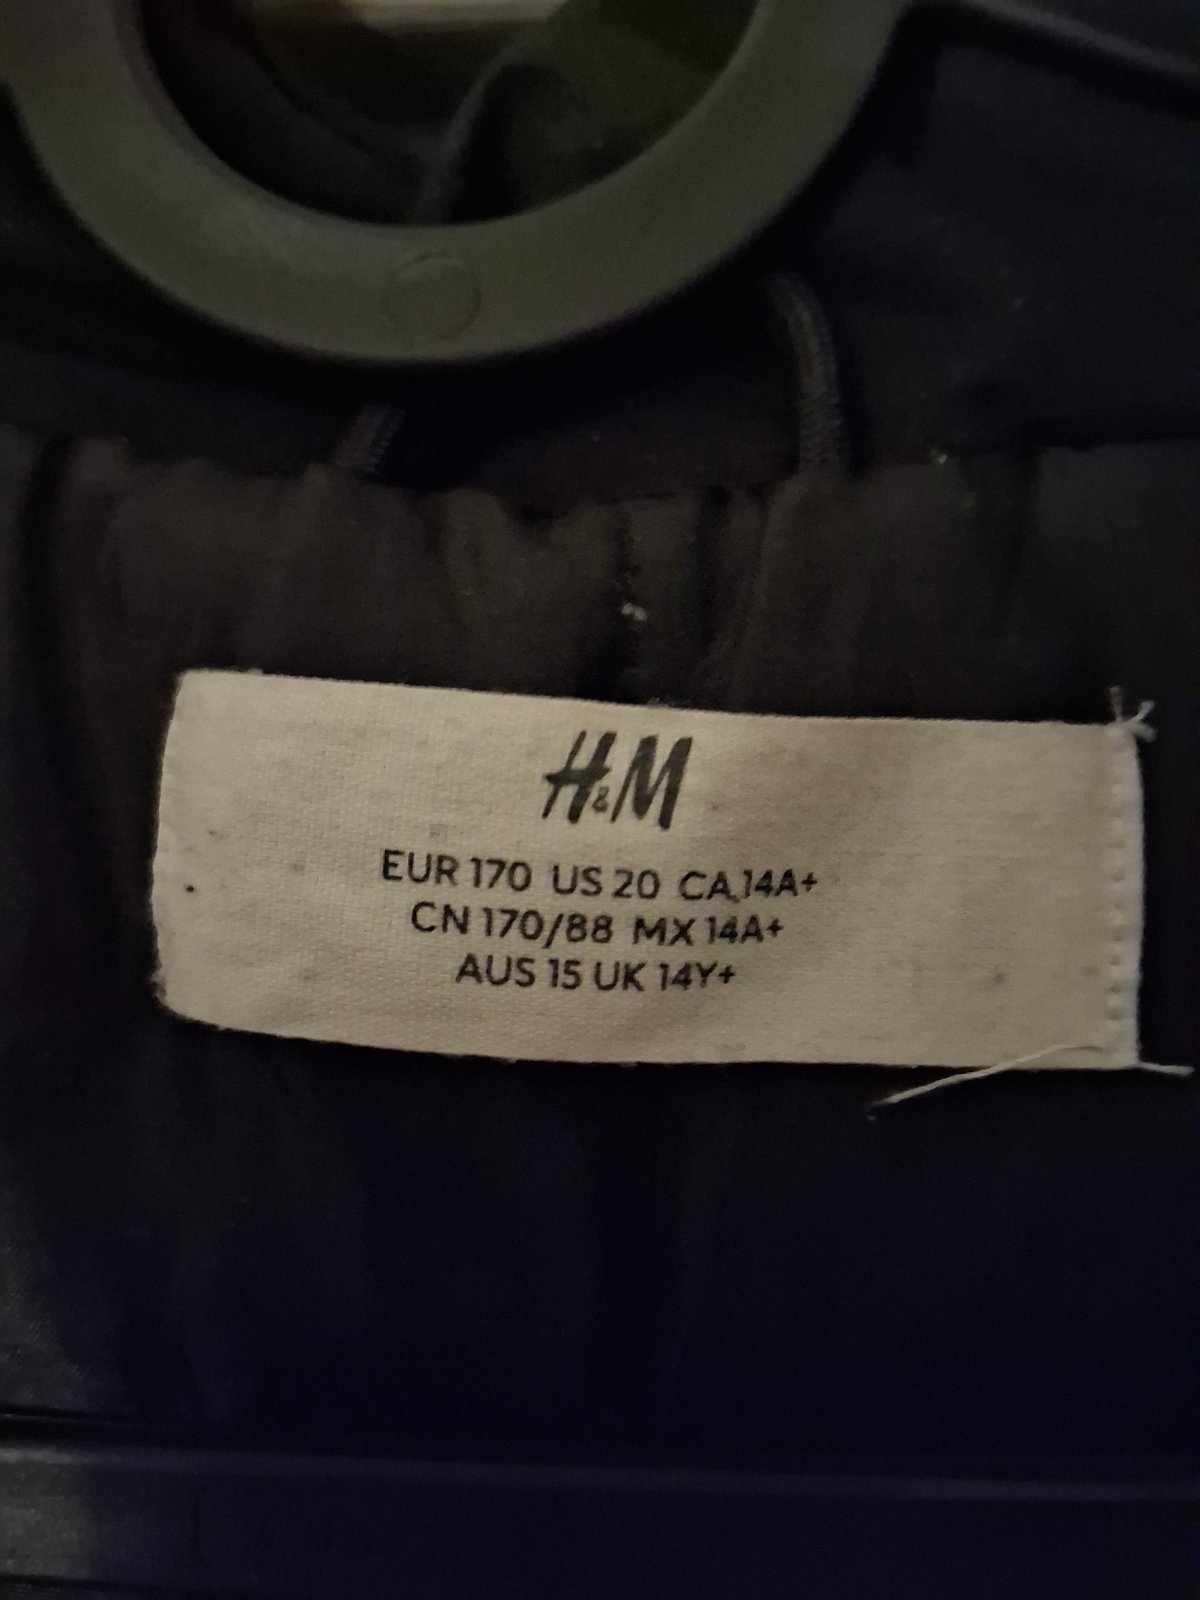 H&M
EUR 170 US 20 CA 14A+
CN 170/88 MX 14A+
AUS 15 UK 14Y+